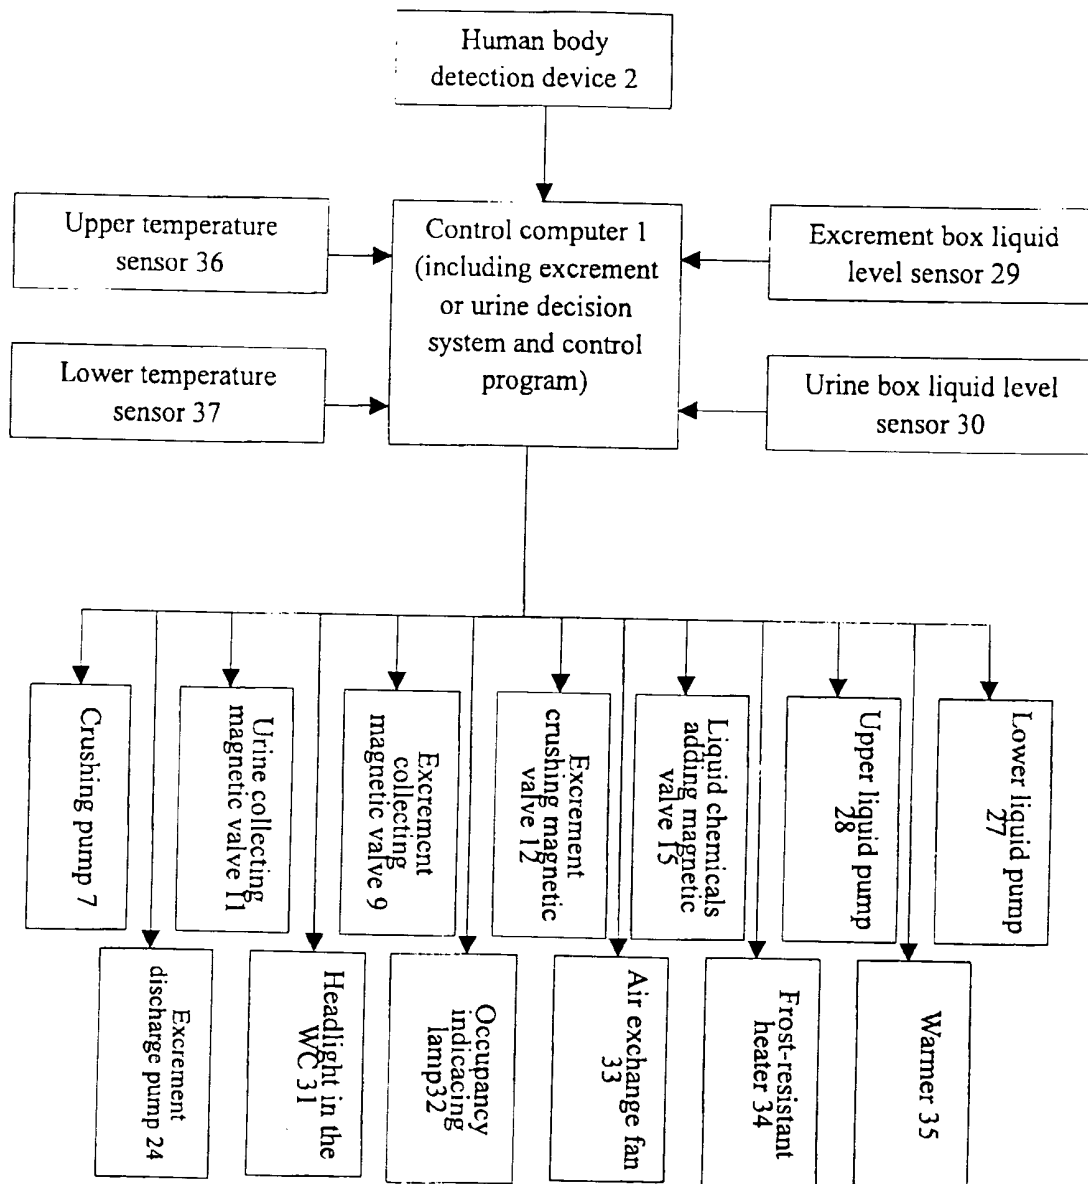 Human body
detection device 2
Upper temperature
sensor 36
Control computer 1
(including excrement
or urine decision
system and control
program)
Excrement box liquid
level sensor 29
Lower temperature
sensor 37
Urine box liquid level
sensor 30
Crushing pump 7
Urine collecting
magnetic valve 11
Excrement
collecting
magnetic valve 9
Excrement
crushing magnetic
valve 12
Liquid chemicals
adding magnetic
valve 15
Upper liquid pump
28
Lower liquid pump
27
Excrement
discharge pump 24
Headlight in the
WC 31
Occupancy
indicacing
lamp32
Air exchange fan
33
Frost-resistant
heater 34
Warmer 35